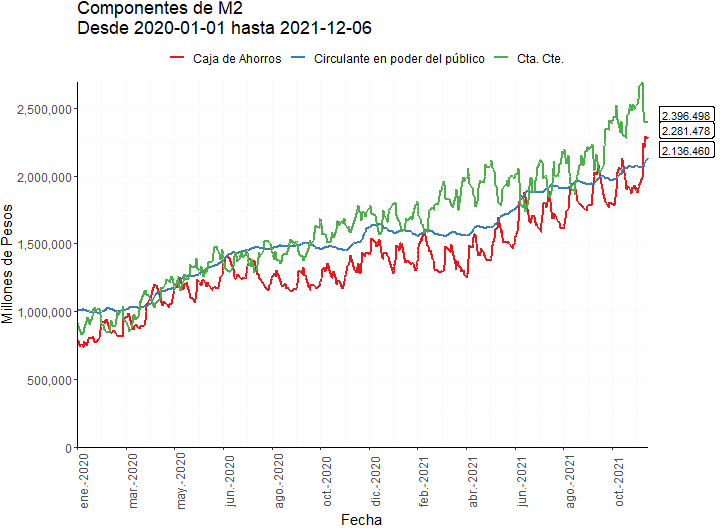 Componentes de M2
Desde 2020-01-01 hasta 2021-12-06
Caja de Ahorros Circulante en poder del público Cta. Cte.
Millones de Pesos
2,500,000
2,000,000
1,500,000
1,000,000
500,000
0
2.396.498
2.281.478
2.136.460
ene.-2020
mar.-2020
may.-2020
jun.-2020
ago.-2020
oct.-2020
dic.-2020
feb.-2021
abr.-2021
jun.-2021
ago.-2021
oct.-2021
Fecha